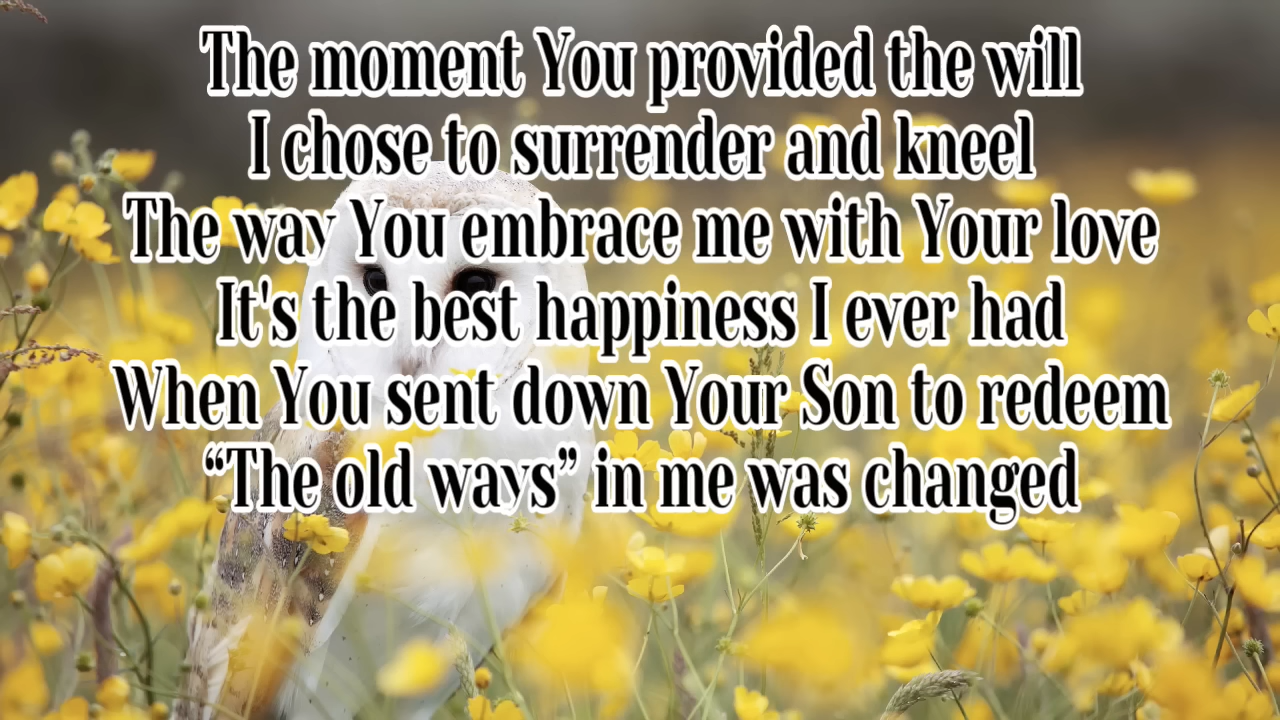 The moment You provided the will
I chose to surrender and kneel
The way You embrace me with Your love
It's the best happiness I ever had
When You sent down Your Son to redeem
“The old ways” in me was changed